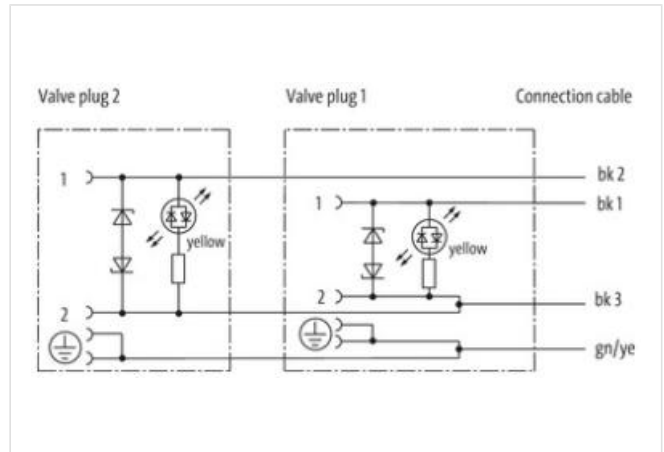 Valve plug 2 Valve plug 1 Connection cable
1 bk 2
1 bk 1
yellow yellow
2 bk 3
2
gn/ye